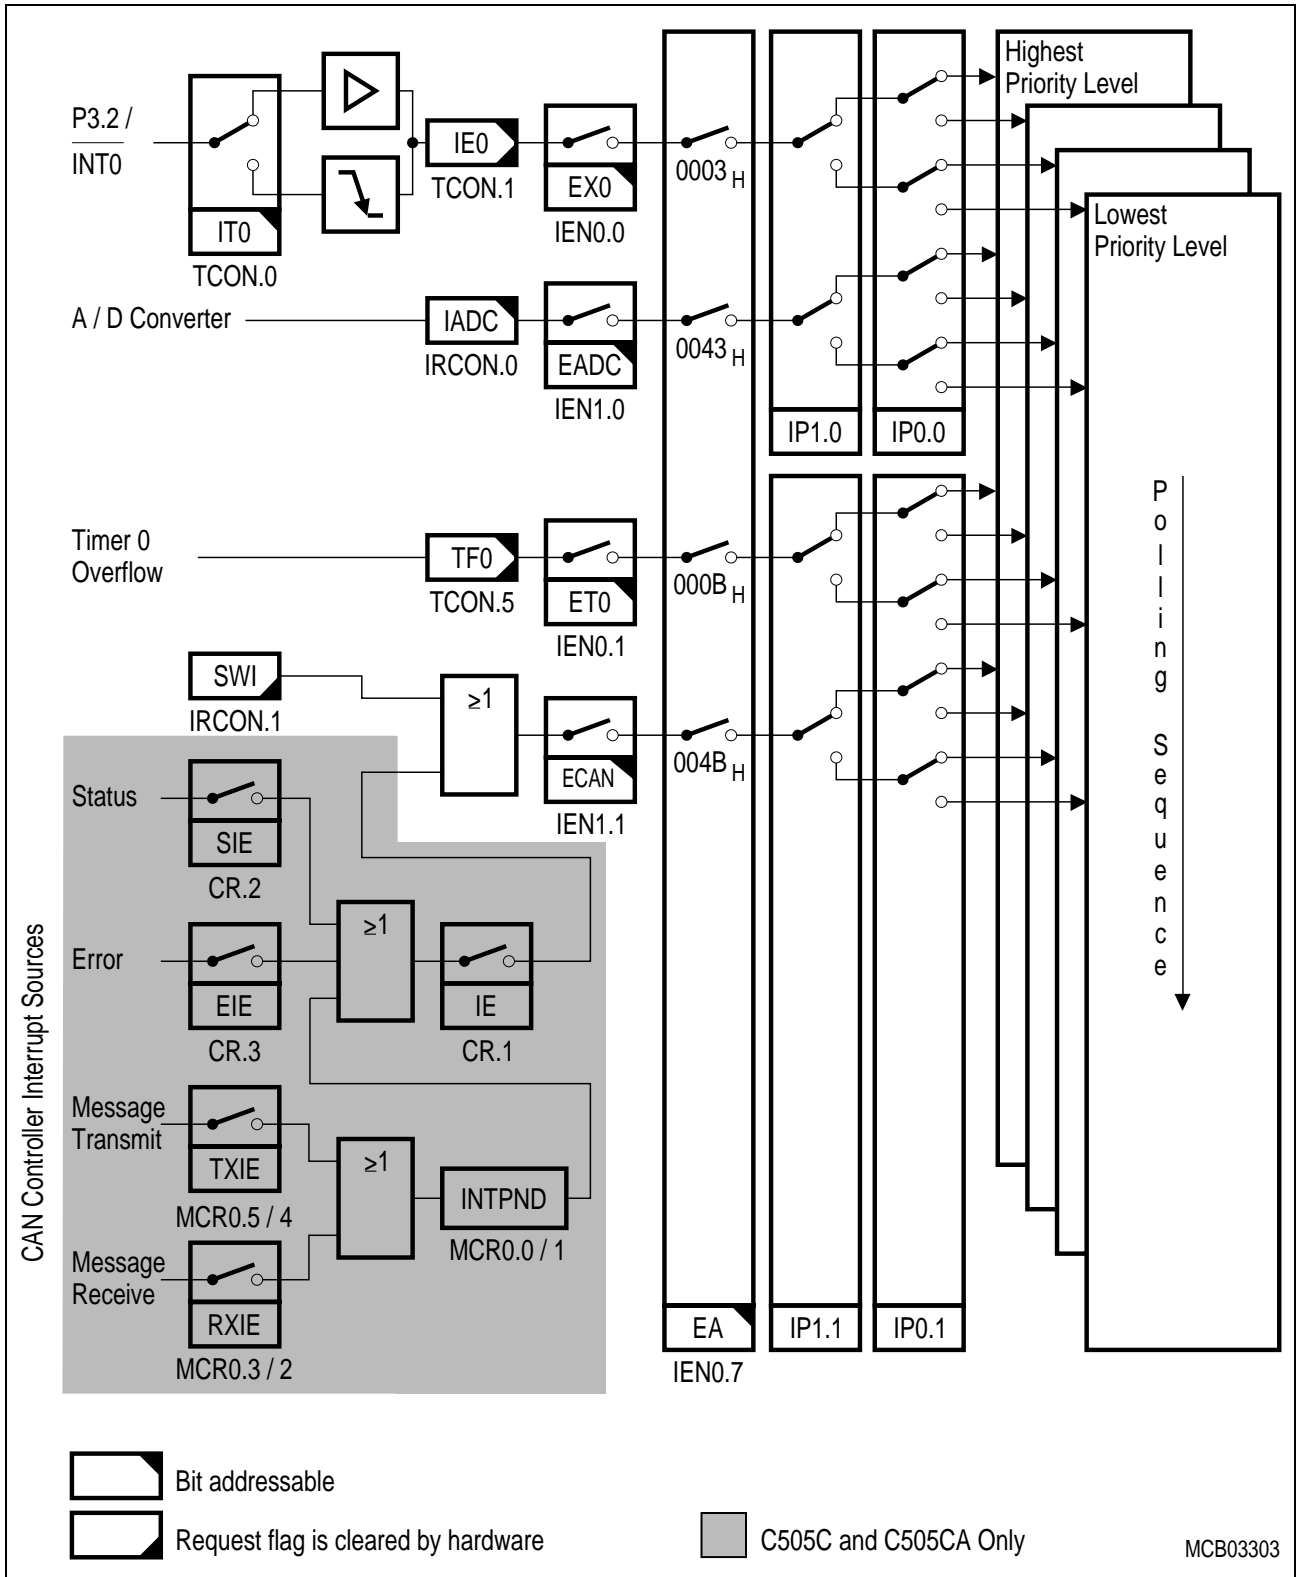 Highest
Priority Level
P3.2 /
INT0
IE0
TCON.1
EX0
IEN0.0
0003 H
IT0
TCON.0
Lowest
Priority Level
A / D Converter
IADC
IRCON.0
EADC
IEN1.0
0043 H
IP1.0
IP0.0
Timer 0
Overflow
TF0
TCON.5
ET0
IEN0.1
000B H
Polling Sequence
SWI
IRCON.1
≥1
ECAN
IEN1.1
004B H
CAN Controller Interrupt Sources
Status
SIE
CR.2
Error
EIE
CR.3
≥1
IE
CR.1
Message
Transmit
TXIE
MCR0.5 / 4
≥1
INTPND
MCR0.0 / 1
Message
Receive
RXIE
MCR0.3 / 2
EA
IEN0.7
IP1.1
IP0.1
Bit addressable
Request flag is cleared by hardware
C505C and C505CA Only
MCB03303